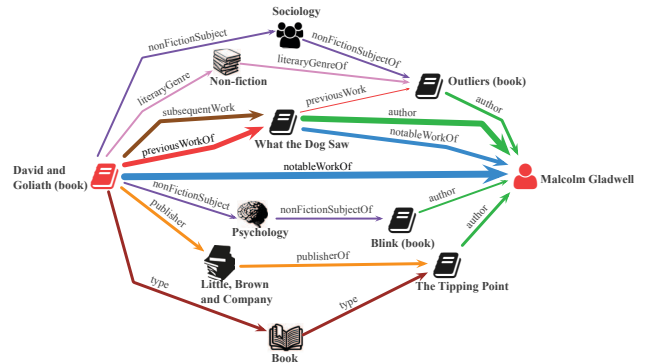 Sociology
nonFictionSubject
nonFictionSubjectOf
literaryGenreOf
Non-fiction
literaryGenre
previousWork
Outliers (book)
subsequentWork
author
author
previousWorkOf
What the Dog Saw
notableWorkOf
David and
Goliath (book)
notableWorkOf
Malcolm Gladwell
nonFictionSubject
nonFictionSubjectOf
author
publisher
Psychology
Blink (book)
author
publisherOf
Little, Brown
and Company
The Tipping Point
type
type
Book